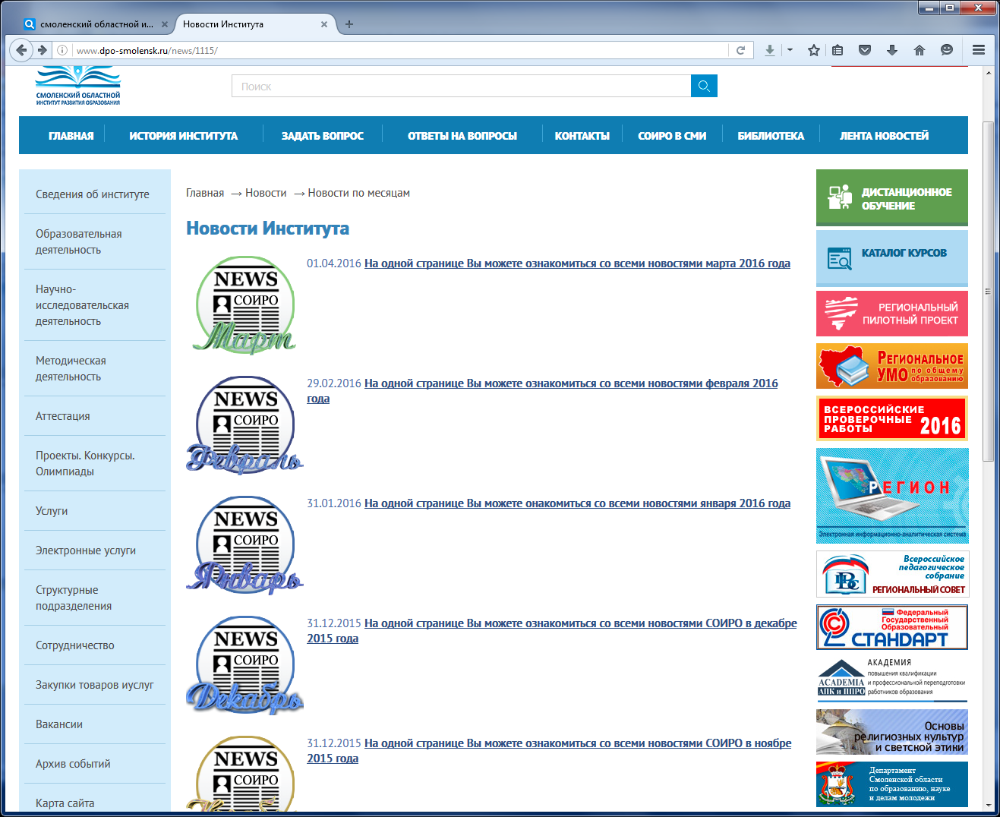 смоленский областной и...
Новости Института
www.dpo-smolensk.ru/news/1115/
СМОЛЕНСКИЙ ОБЛАСТНОЙ
ИНСТИТУТ РАЗВИТИЯ ОБРАЗОВАНИЯ
Поиск
ГЛАВНАЯ
ИСТОРИЯ ИНСТИТУТА
ЗАДАТЬ ВОПРОС
ОТВЕТЫ НА ВОПРОСЫ
КОНТАКТЫ
СОИРО В СМИ
БИБЛИОТЕКА
ЛЕНТА НОВОСТЕЙ
Сведения об институте
Образовательная
деятельность
Научно-
исследовательская
деятельность
Методическая
деятельность
Аттестация
Проекты. Конкурсы.
Олимпиады
Услуги
Электронные услуги
Структурные
подразделения
Сотрудничество
Закупки товаров иуслуг
Вакансии
Архив событий
Карта сайта
Главная → Новости → Новости по месяцам
Новости Института
NEWS
СОИРО
Март
01.04.2016 На одной странице Вы можете ознакомиться со всеми новостями марта 2016 года
NEWS
СОИРО
Февраль
29.02.2016 На одной странице Вы можете ознакомиться со всеми новостями февраля 2016
года
NEWS
СОИРО
Январь
31.01.2016 На одной странице Вы можете онакомиться со всеми новостями января 2016 года
NEWS
СОИРО
Декабрь
31.12.2015 На одной странице Вы можете ознакомиться со всеми новостями СОИРО в декабре
2015 года
NEWS
СОИРО
31.12.2015 На одной странице Вы можете ознакомиться со всеми новостями СОИРО в ноябре
2015 года
ДИСТАНЦИОННОЕ
ОБУЧЕНИЕ
КАТАЛОГ КУРСОВ
РЕГИОНАЛЬНЫЙ
ПИЛОТНЫЙ ПРОЕКТ
РЕГИОНАЛЬНОЕ
УМО по общему
образованию
ВСЕРОССИЙСКИЕ
ПРОВЕРОЧНЫЕ
РАБОТЫ 2016
РЕГИОН
Электронная информационно-аналитическая система
Всероссийское
педагогическое
собрание
РЕГИОНАЛЬНЫЙ СОВЕТ
Федеральный
Государственный
Образовательный
СТАНДАРТ
АКАДЕМИЯ
повышения квалификации
и профессиональной переподготовки
работников образования
ACADEMIA
АПК и ППРО
Основы
религиозных культур
и светской этики
Департамент
Смоленской области
по образованию, науке
и делам молодежи